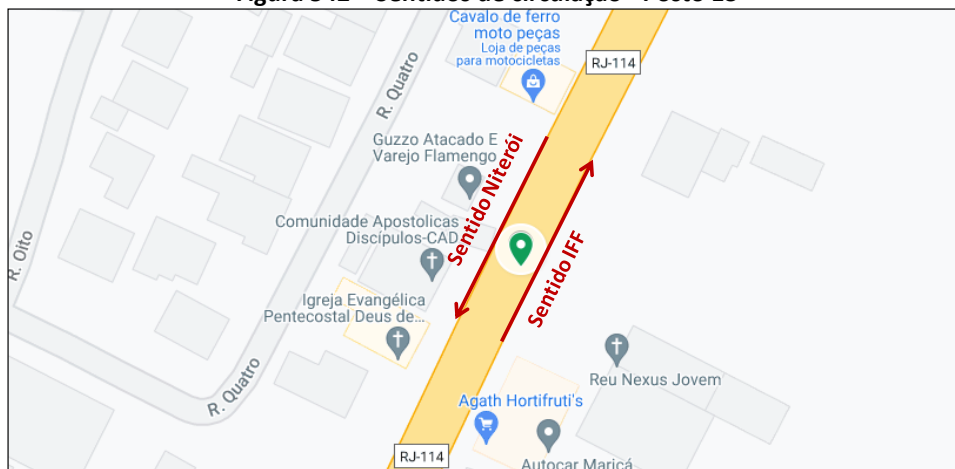 Cavalo de ferro
moto peças
Loja de peças
para motocicletas
RJ-114
R. Quatro
Guzzo Atacado E
Varejo Flamengo
Sentido Niterói
Comunidade Apostolicas
Discípulos-CAD
R. Oito
Sentido IFF
Igreja Evangélica
Pentecostal Deus de...
Reu Nexus Jovem
R. Quatro
Agath Hortifruti's
RJ-114
Autocar Maricá